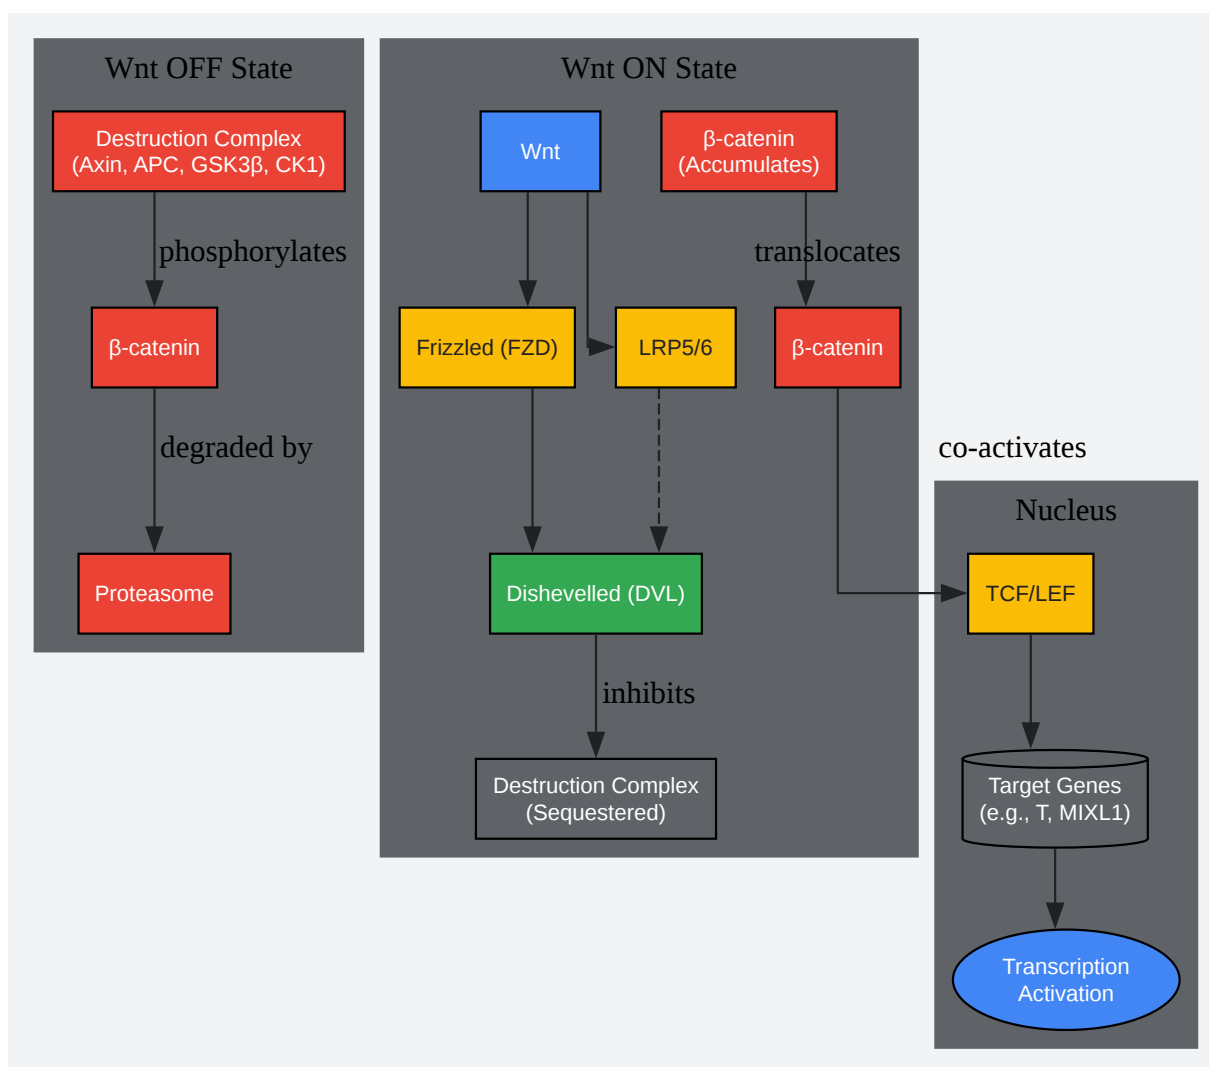 Wnt OFF State
Destruction Complex
(Axin, APC, GSK3β, CK1)
phosphorylates
β-catenin
degraded by
Proteasome
Wnt ON State
Wnt
β-catenin
(Accumulates)
translocates
Frizzled (FZD)
LRP5/6
β-catenin
Dishevelled (DVL)
inhibits
Destruction Complex
(Sequestered)
co-activates
Nucleus
TCF/LEF
Target Genes
(e.g., T, MIXL1)
Transcription
Activation